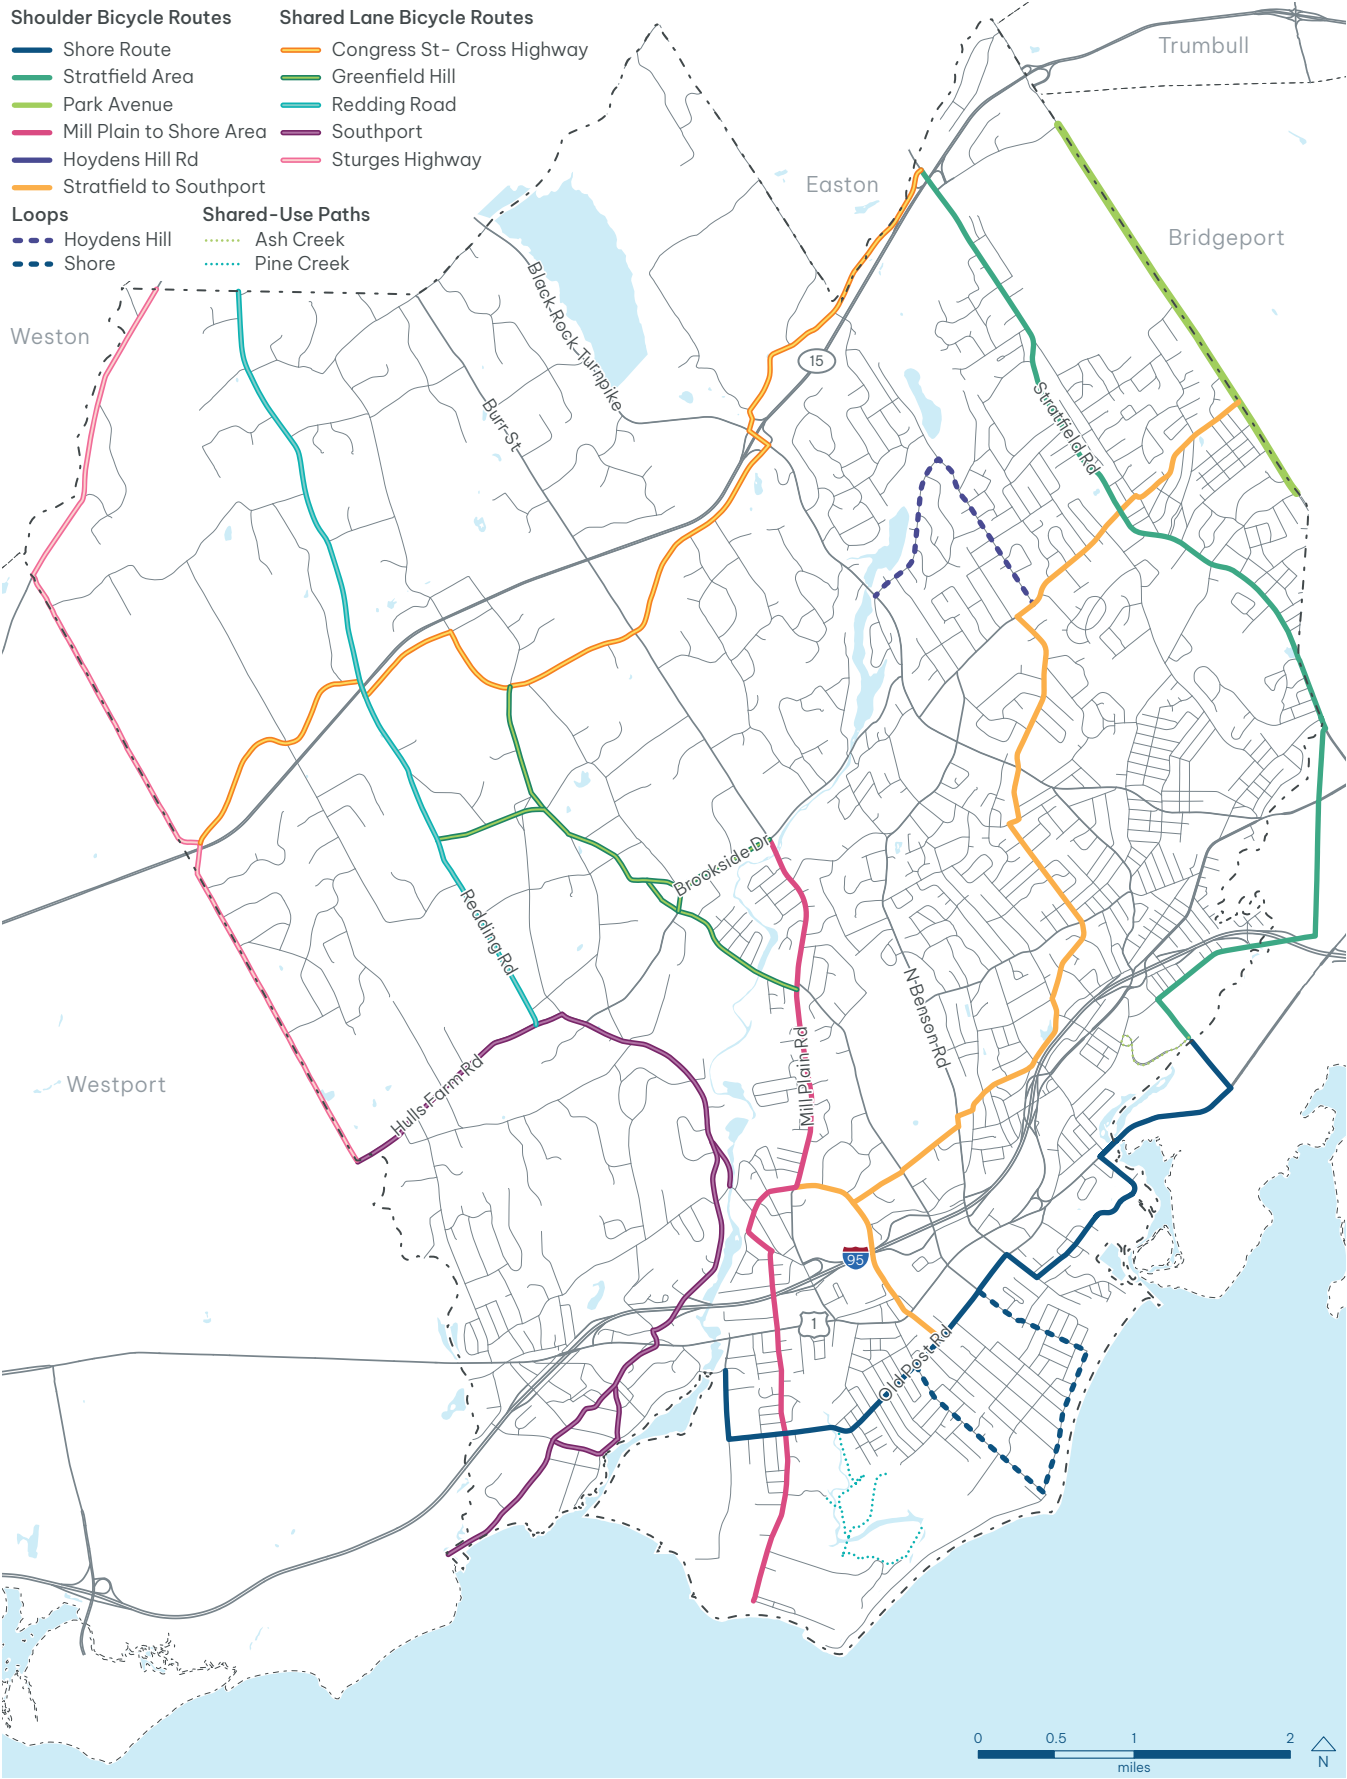 Shoulder Bicycle Routes
Shore Route
Stratfield Area
Park Avenue
Mill Plain to Shore Area
Hoydens Hill Rd
Stratfield to Southport
Shared Lane Bicycle Routes
Congress St- Cross Highway
Greenfield Hill
Redding Road
Southport
Sturges Highway
Loops
Hoydens Hill
Shore
Shared-Use Paths
Ash Creek
Pine Creek
Trumbull
Easton
Bridgeport
Weston
Black-Rock-Turnpike
15
Burr-St
Stratfield Rd
Brookside Dr
Redding Rd
N-Benson-Rd
Mill Plain Rd
Hulls Farm Rd
Westport
95
1
Old Post Rd
0 0.5 1 2
miles
N